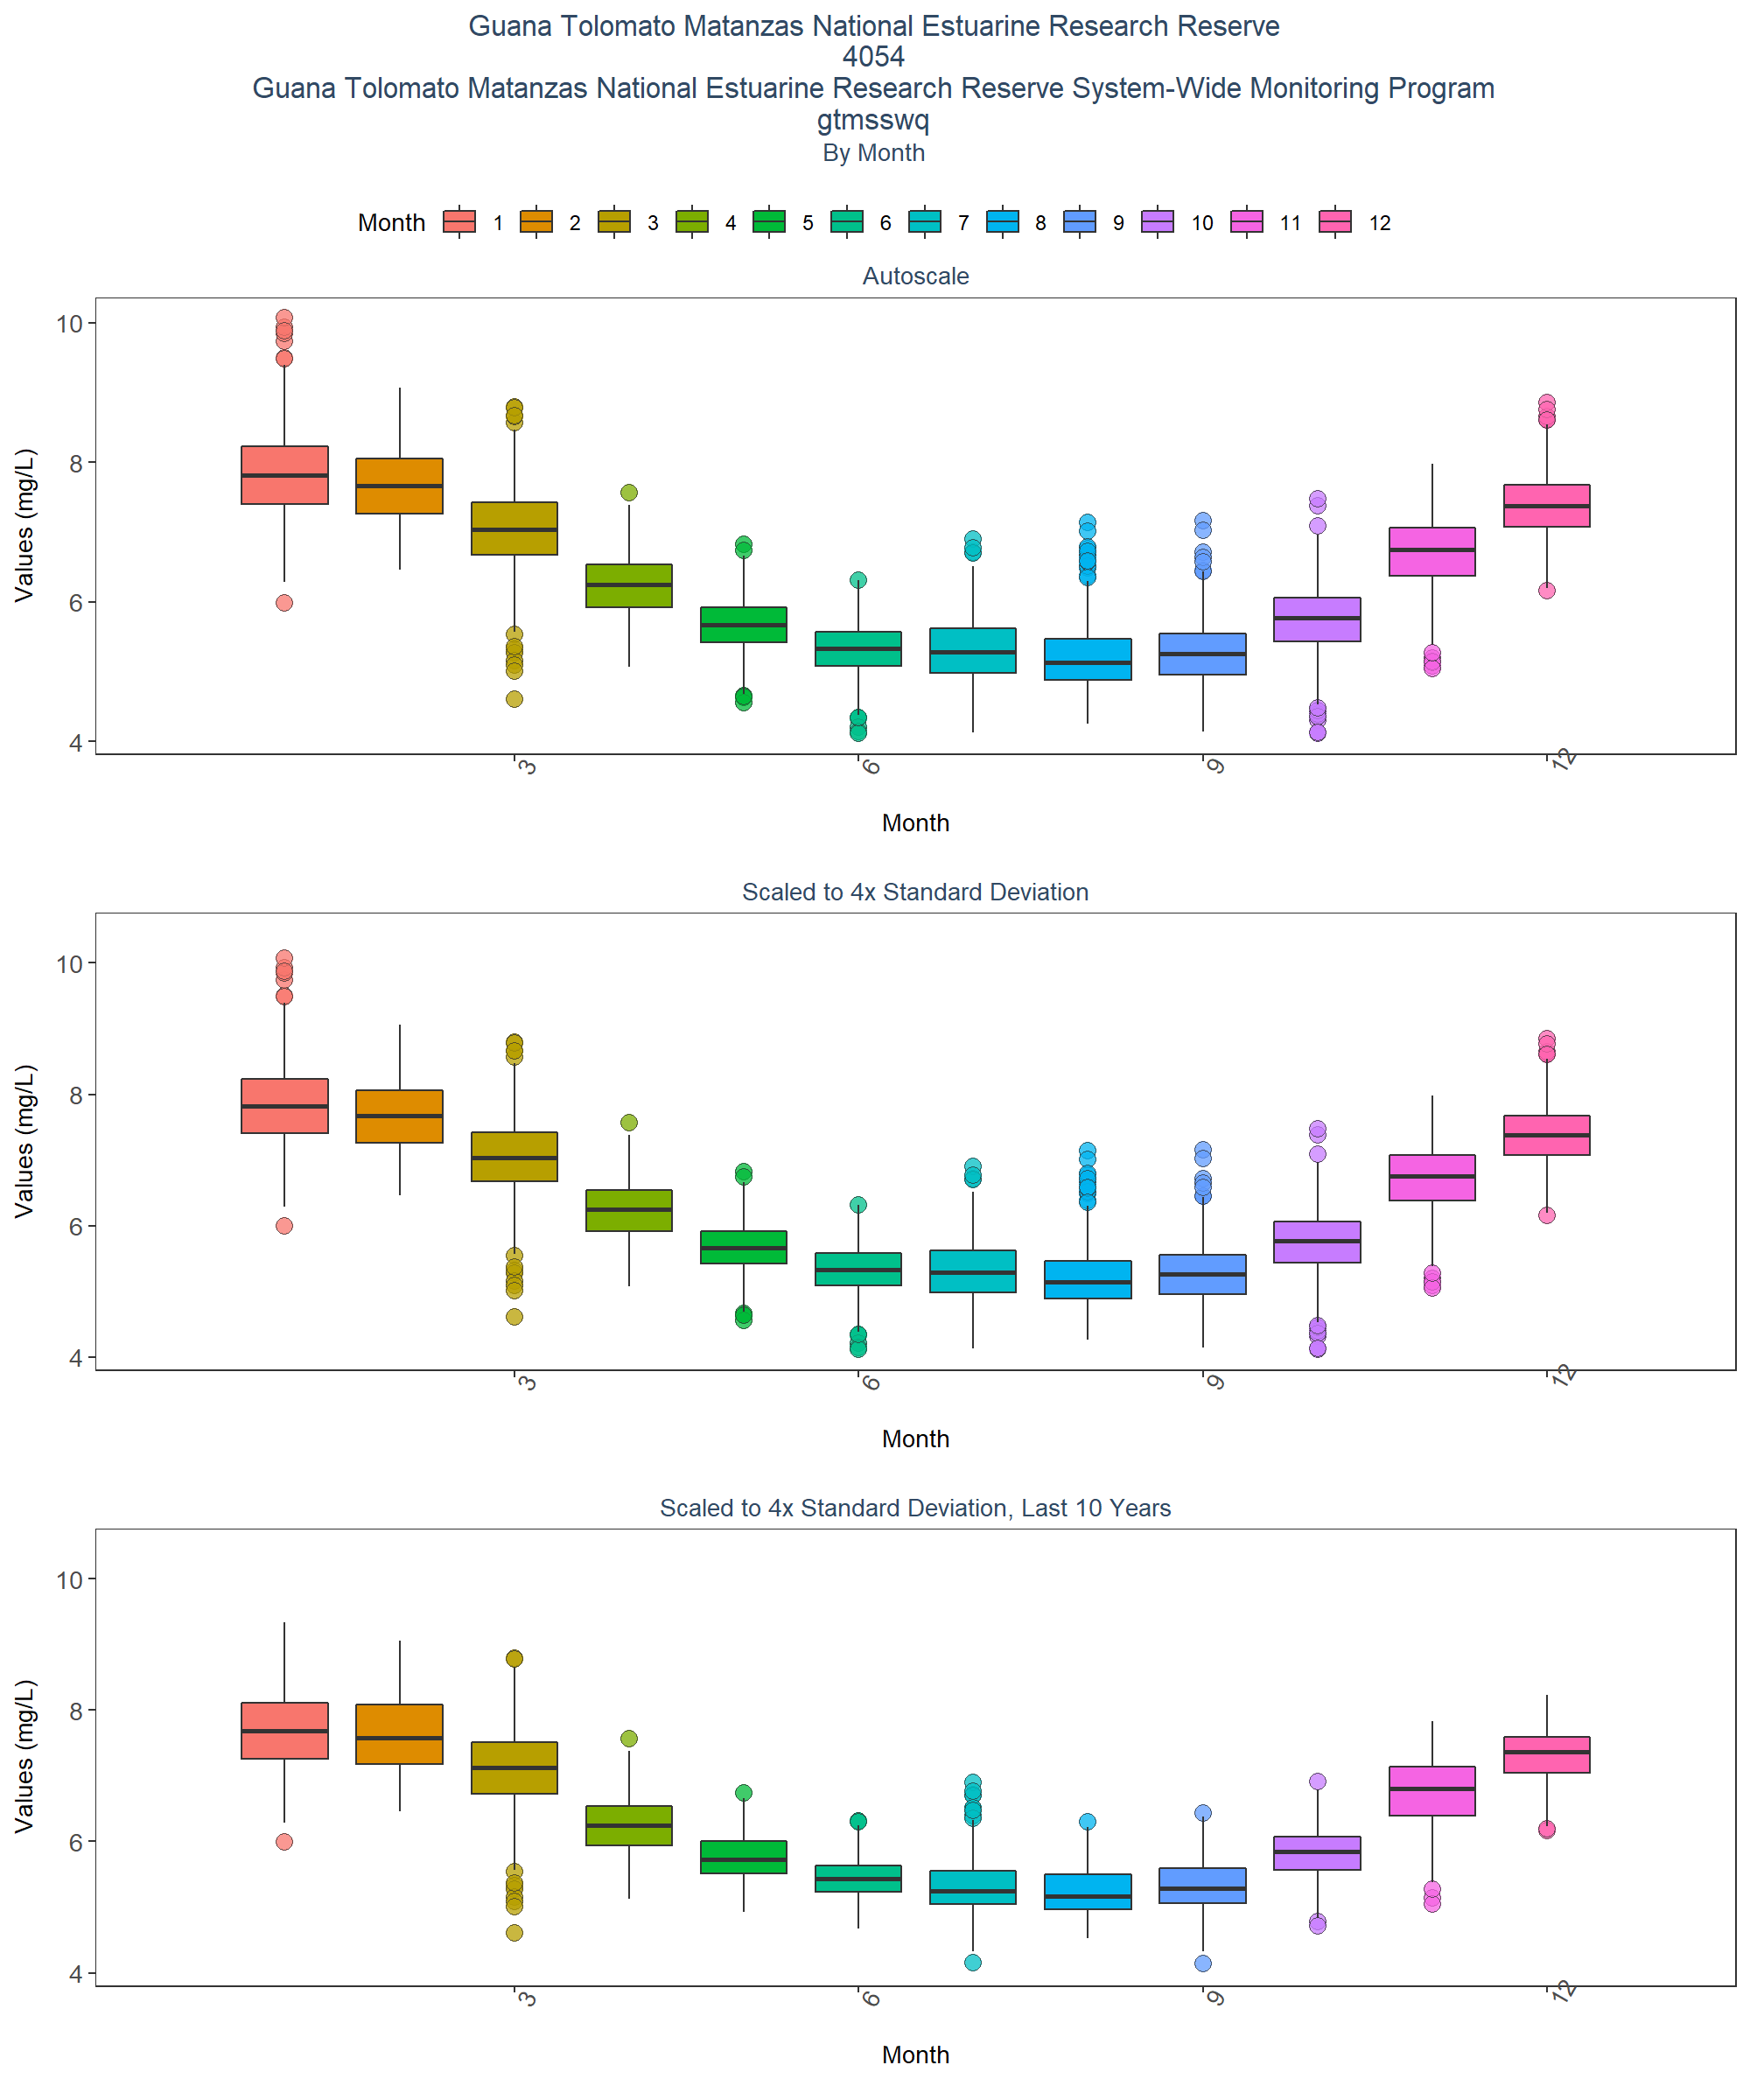 Guana Tolomato Matanzas National Estuarine Research Reserve
4054
Guana Tolomato Matanzas National Estuarine Research Reserve System-Wide Monitoring Program
gtmsswq
By Month
Month 1 2 3 4 5 6 7 8 9 10 11 12
Autoscale
Values (mg/L)
10
8
6
4
3 6 9 12
Month
Scaled to 4x Standard Deviation
Values (mg/L)
10
8
6
4
3 6 9 12
Month
Scaled to 4x Standard Deviation, Last 10 Years
Values (mg/L)
10
8
6
4
3 6 9 12
Month